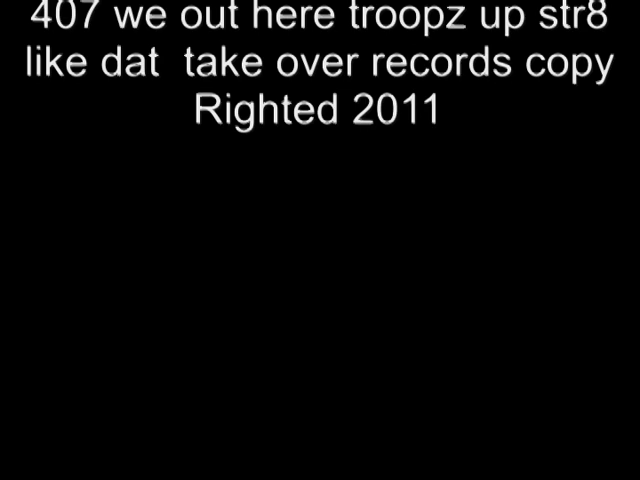 407 we out here troopz up str8
like dat  take over records copy
Righted 2011